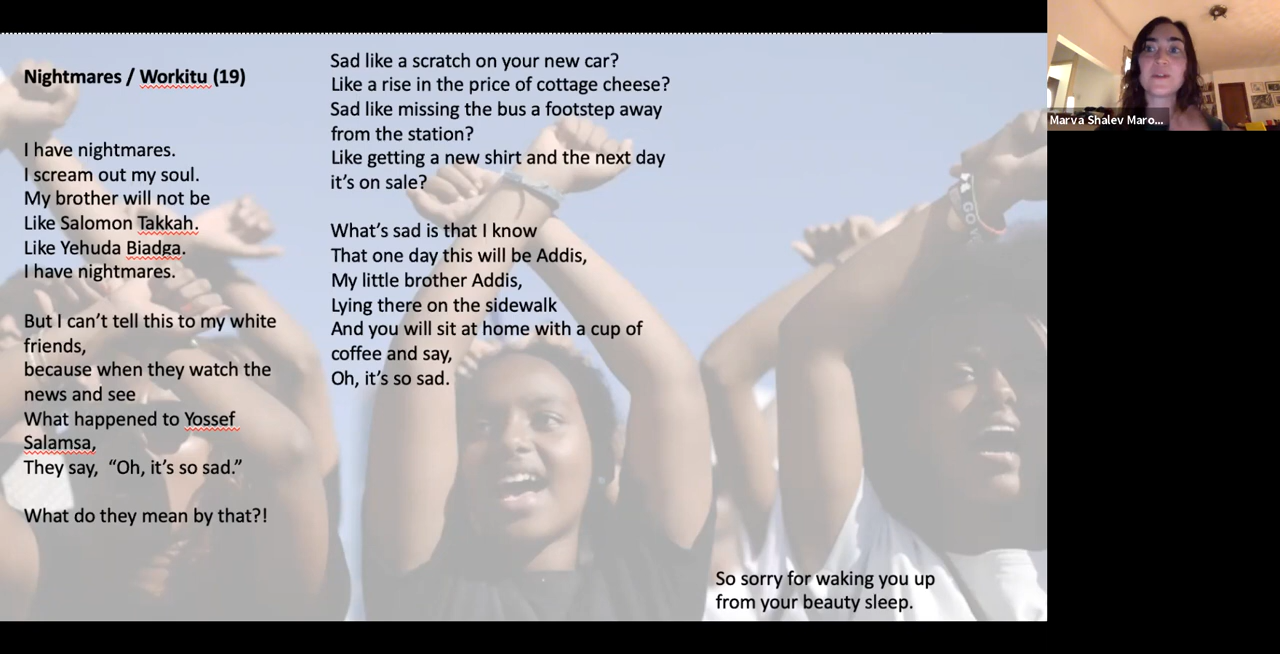 Nightmares / Workitu (19)
I have nightmares.
I scream out my soul.
My brother will not be
Like Salomon Takkah.
Like Yehuda Biadga.
I have nightmares.
But I can’t tell this to my white
friends,
because when they watch the
news and see
What happened to Yossef
Salamsa,
They say, “Oh, it’s so sad.”
What do they mean by that?!
Sad like a scratch on your new car?
Like a rise in the price of cottage cheese?
Sad like missing the bus a footstep away
from the station?
Like getting a new shirt and the next day
it’s on sale?
What’s sad is that I know
That one day this will be Addis,
My little brother Addis,
Lying there on the sidewalk
And you will sit at home with a cup of
coffee and say,
Oh, it’s so sad.
So sorry for waking you up
from your beauty sleep.
Marva Shalev Maro...
GO